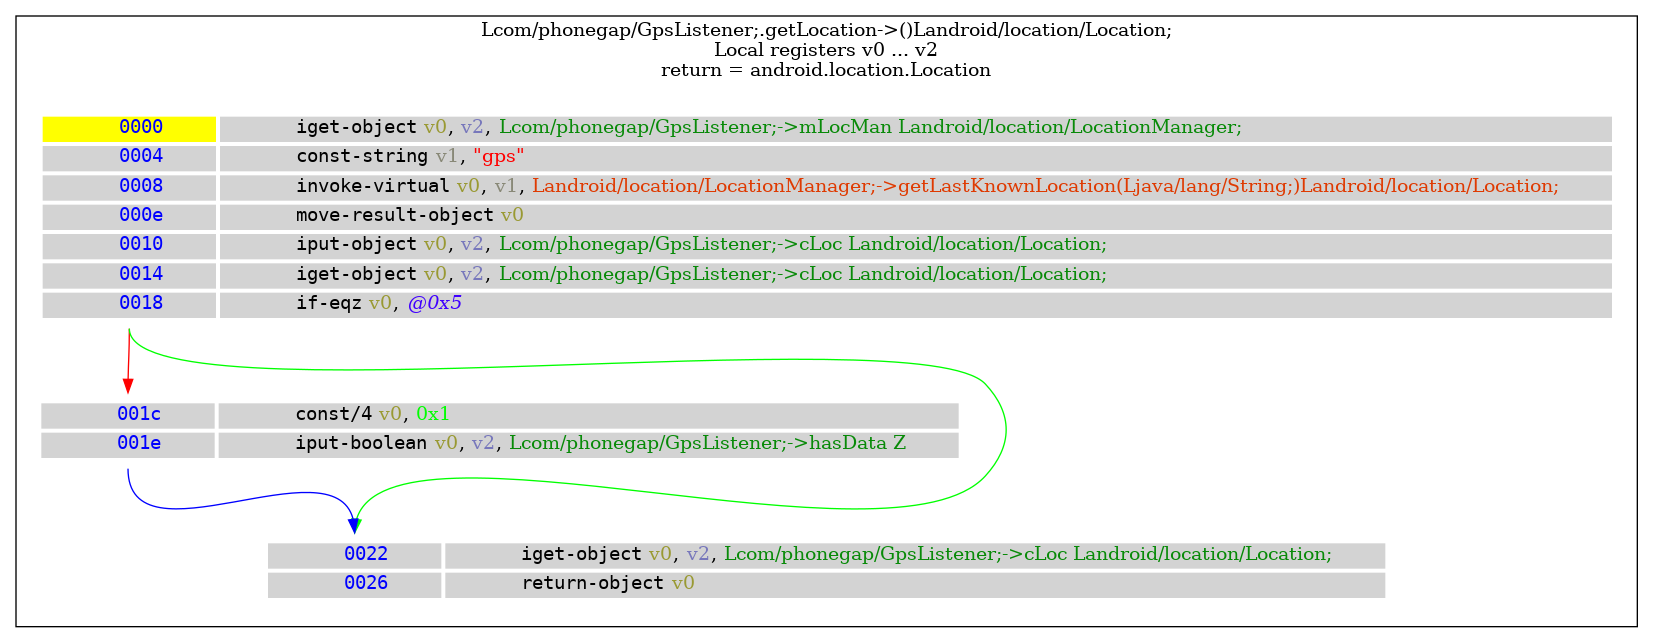 Lcom/phonegap/GpsListener;.getLocation->()Landroid/location/Location;
Local registers v0 ... v2
return = android.location.Location
0000 iget-object v0, v2, Lcom/phonegap/GpsListener;->mLocMan Landroid/location/LocationManager;
0004 const-string v1, "gps"
0008 invoke-virtual v0, v1, Landroid/location/LocationManager;->getLastKnownLocation(Ljava/lang/String;)Landroid/location/Location;
000e move-result-object v0
0010 iput-object v0, v2, Lcom/phonegap/GpsListener;->cLoc Landroid/location/Location;
0014 iget-object v0, v2, Lcom/phonegap/GpsListener;->cLoc Landroid/location/Location;
0018 if-eqz v0, @0x5
001c const/4 v0, 0x1
001e iput-boolean v0, v2, Lcom/phonegap/GpsListener;->hasData Z
0022 iget-object v0, v2, Lcom/phonegap/GpsListener;->cLoc Landroid/location/Location;
0026 return-object v0